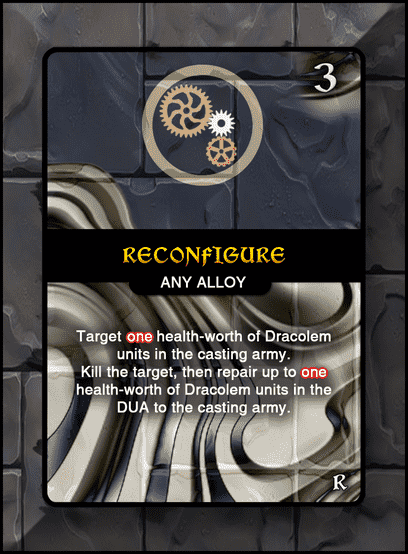 3
RECONFIGURE
ANY ALLOY
Target one health-worth of Dracolem
units in the casting army.
Kill the target, then repair up to one
health-worth of Dracolem units in the
DUA to the casting army.
R